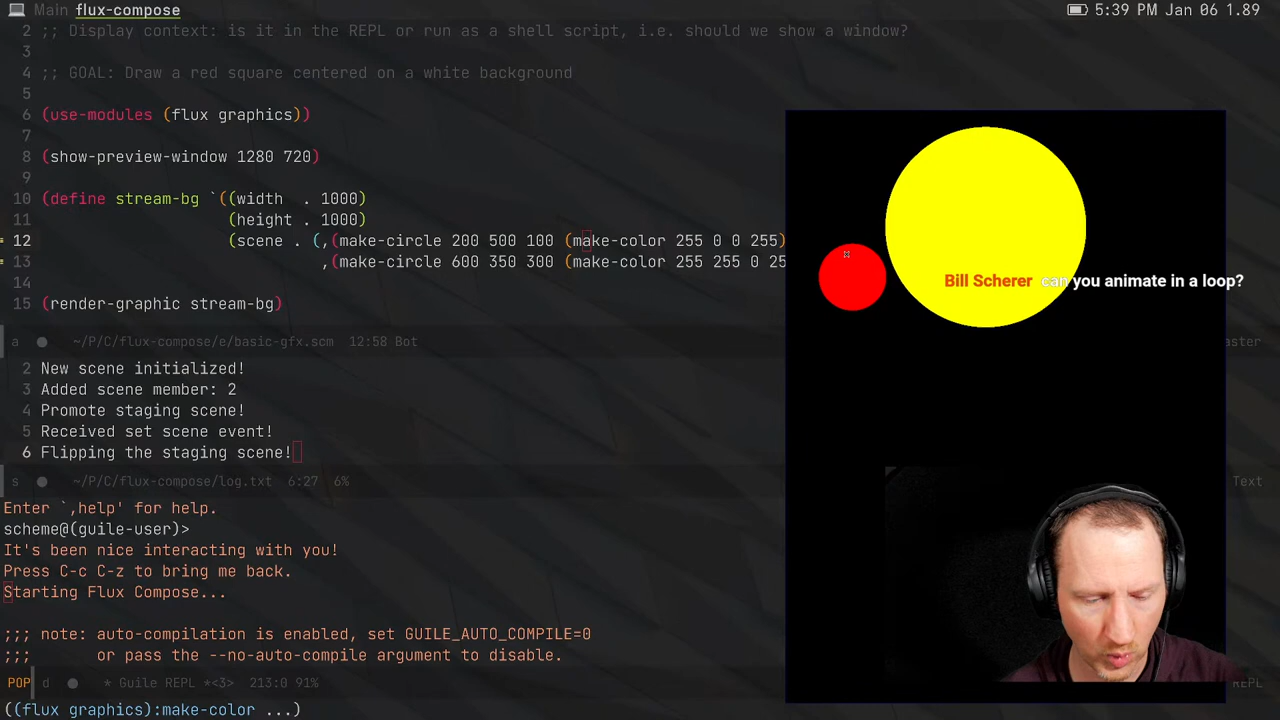 Main flux-compose
5:39 PM Jan 06 1.89
2 ;; Display context: is it in the REPL or run as a shell script, i.e. should we show a window?
3
4 ;; GOAL: Draw a red square centered on a white background
5
6 (use-modules (flux graphics))
7
8 (show-preview-window 1280 720)
9
10 (define stream-bg `((width . 1000)
11 (height . 1000)
12 (scene . (,(make-circle 200 500 100 (make-color 255 0 0 255)
13 ,(make-circle 600 350 300 (make-color 255 255 0 25
14
15 (render-graphic stream-bg)
Bill Scherer can you animate in a loop?
a ● ~/P/C/flux-compose/e/basic-gfx.scm 12:58 Bot
aster
2 New scene initialized!
3 Added scene member: 2
4 Promote staging scene!
5 Received set scene event!
6 Flipping the staging scene!
s ● ~/P/C/flux-compose/log.txt 6:27 6%
Text
Enter `,help' for help.
scheme@(guile-user)>
It's been nice interacting with you!
Press C-c C-z to bring me back.
Starting Flux Compose...
;;; note: auto-compilation is enabled, set GUILE_AUTO_COMPILE=0
;;; or pass the --no-auto-compile argument to disable.
POP d ● * Guile REPL *<3> 213:0 91%
REPL
((flux graphics):make-color ...)